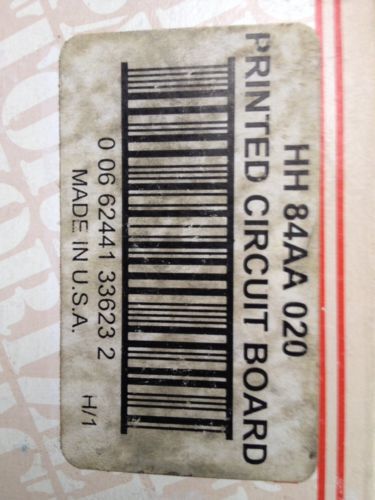 HH 84AA 020
PRINTED CIRCUIT BOARD
0 06 62441 33623 2
MADE IN U.S.A.
H/1